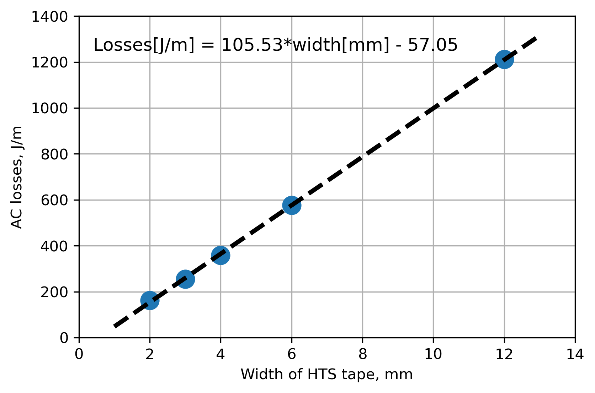 1400
1200
1000
800
600
400
200
0
Losses[J/m] = 105.53*width[mm] - 57.05
AC losses, J/m
0 2 4 6 8 10 12 14
Width of HTS tape, mm